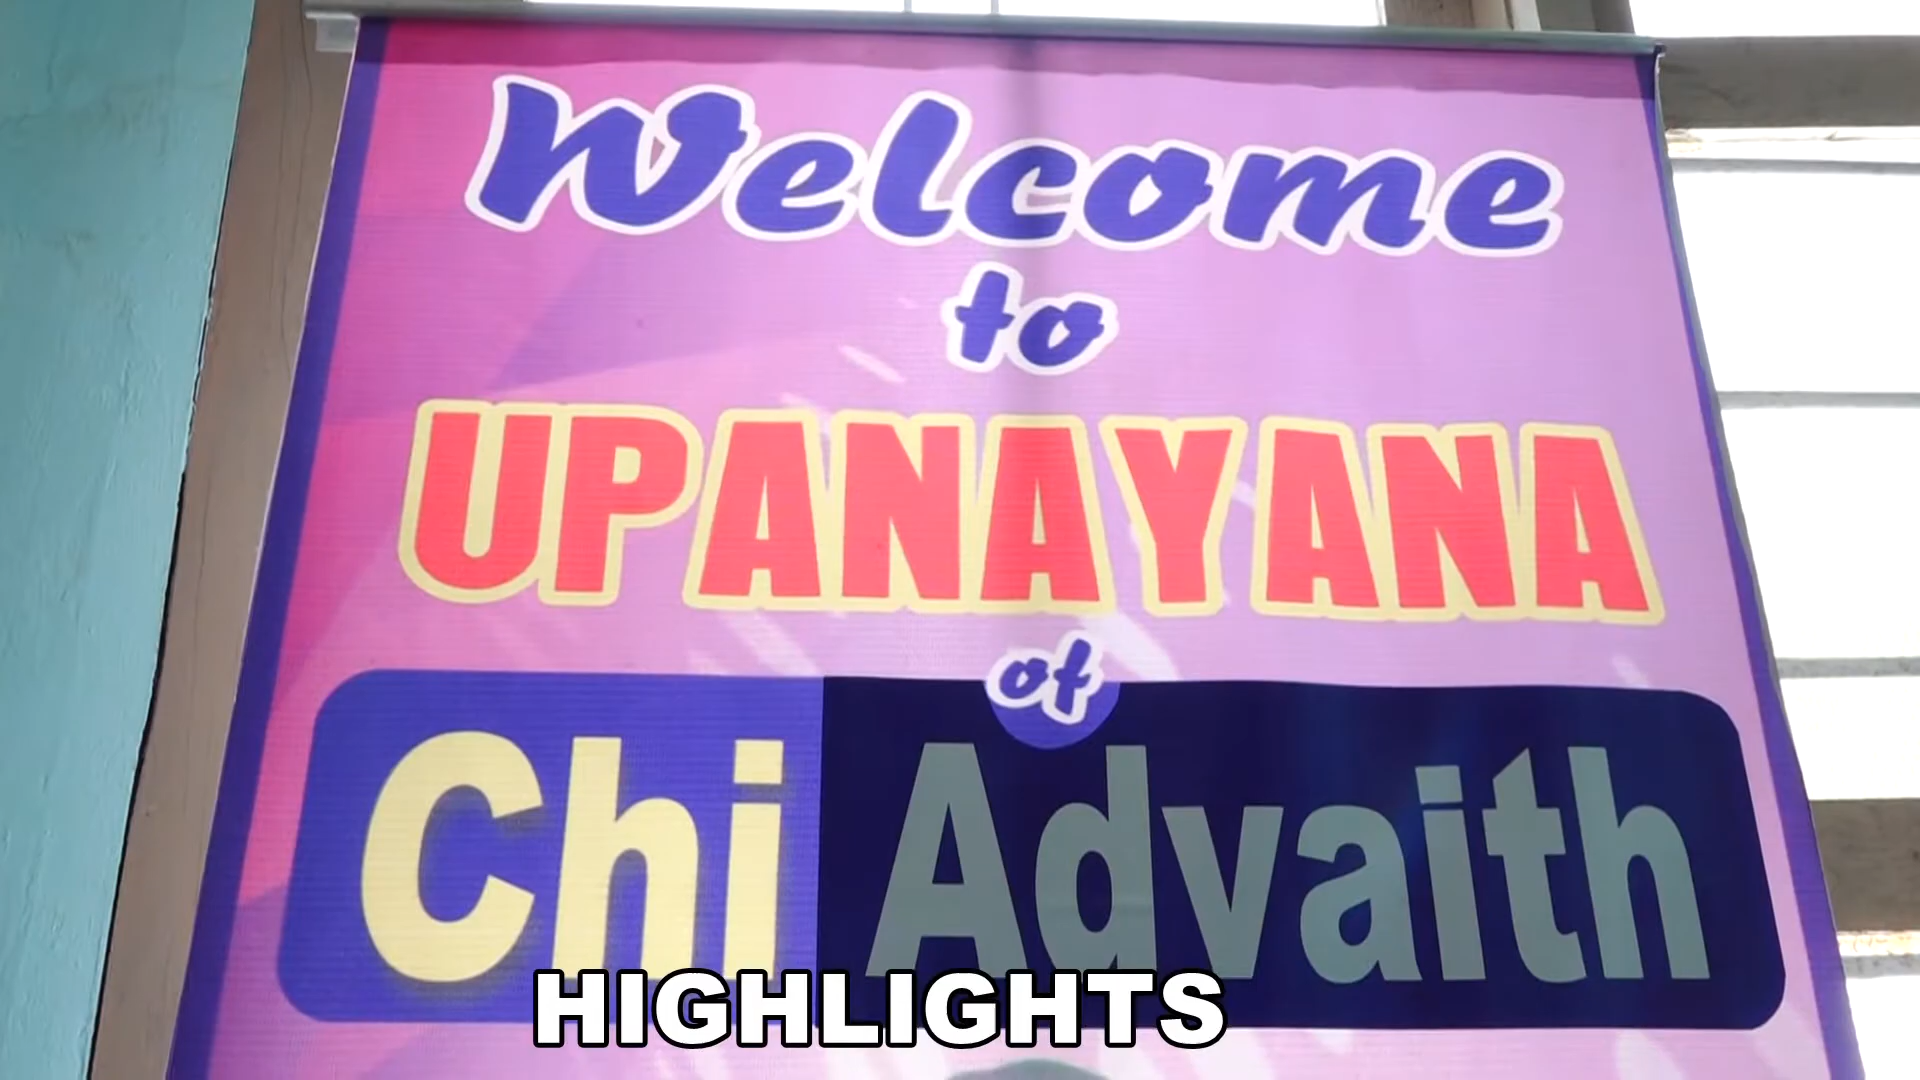 Welcome
to
UPANAYANA
of
Chi Advaith
HIGHLIGHTS